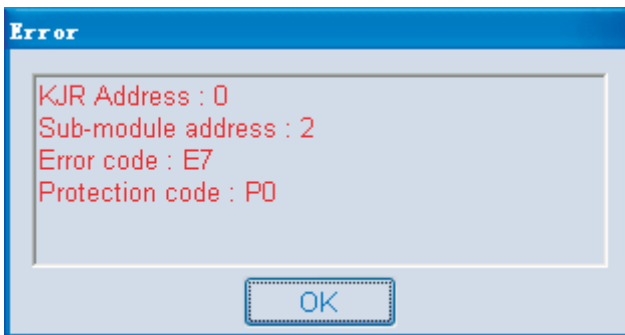 Error
KJR Address : 0
Sub-module address : 2
Error code : E7
Protection code : P0
OK